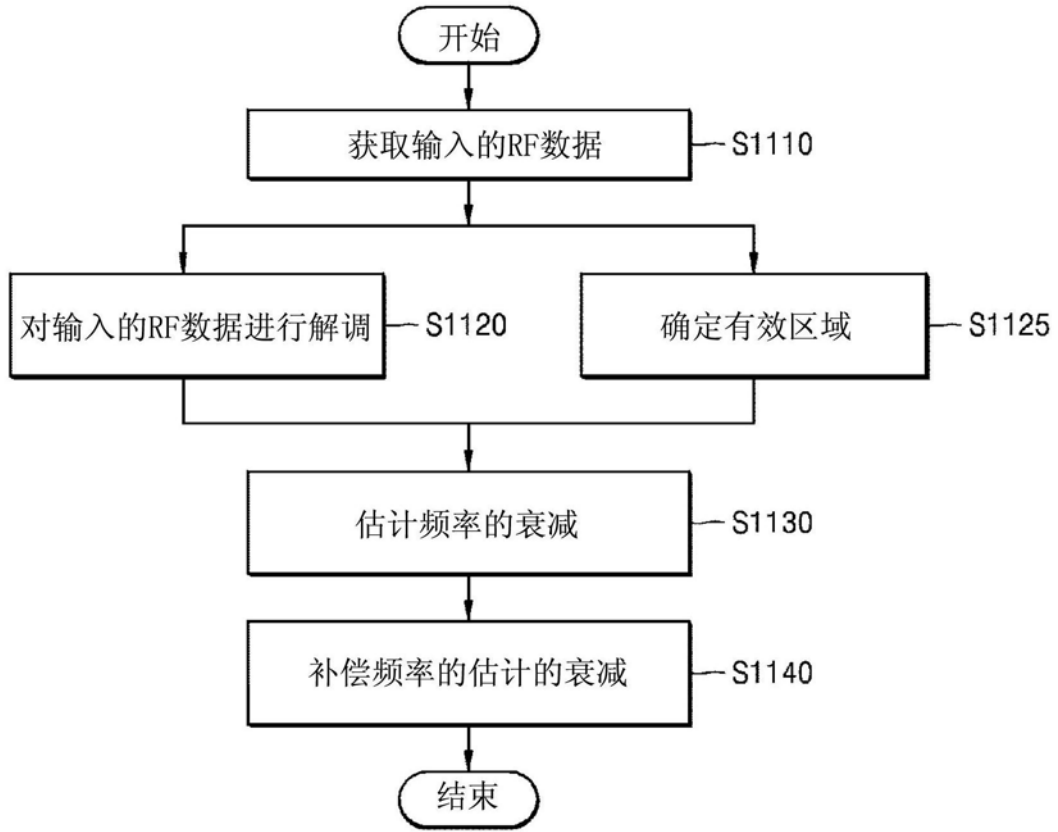 开始
获取输入的RF数据
S1110
对输入的RF数据进行解调
S1120
确定有效区域
S1125
估计频率的衰减
S1130
补偿频率的估计的衰减
S1140
结束